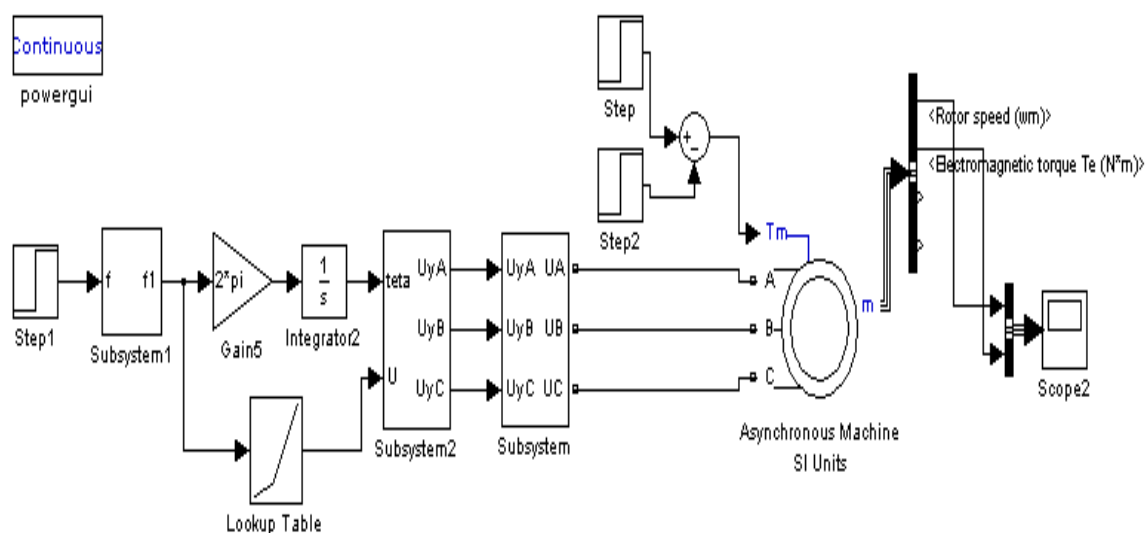 Continuous
powergui
Step
Step2
+
-
<Rotor speed (wm)>
<Electromagnetic torque Te (N*m)>
Tm
A
B
C
m
Asynchronous Machine
SI Units
Scope2
Step1
f f1
Subsystem1
2*pi
Gain5
1
s
Integrator2
teta UyA
UyB
U
UyC
Subsystem2
UyA UA
UyB UB
UyC UC
Subsystem
Lookup Table